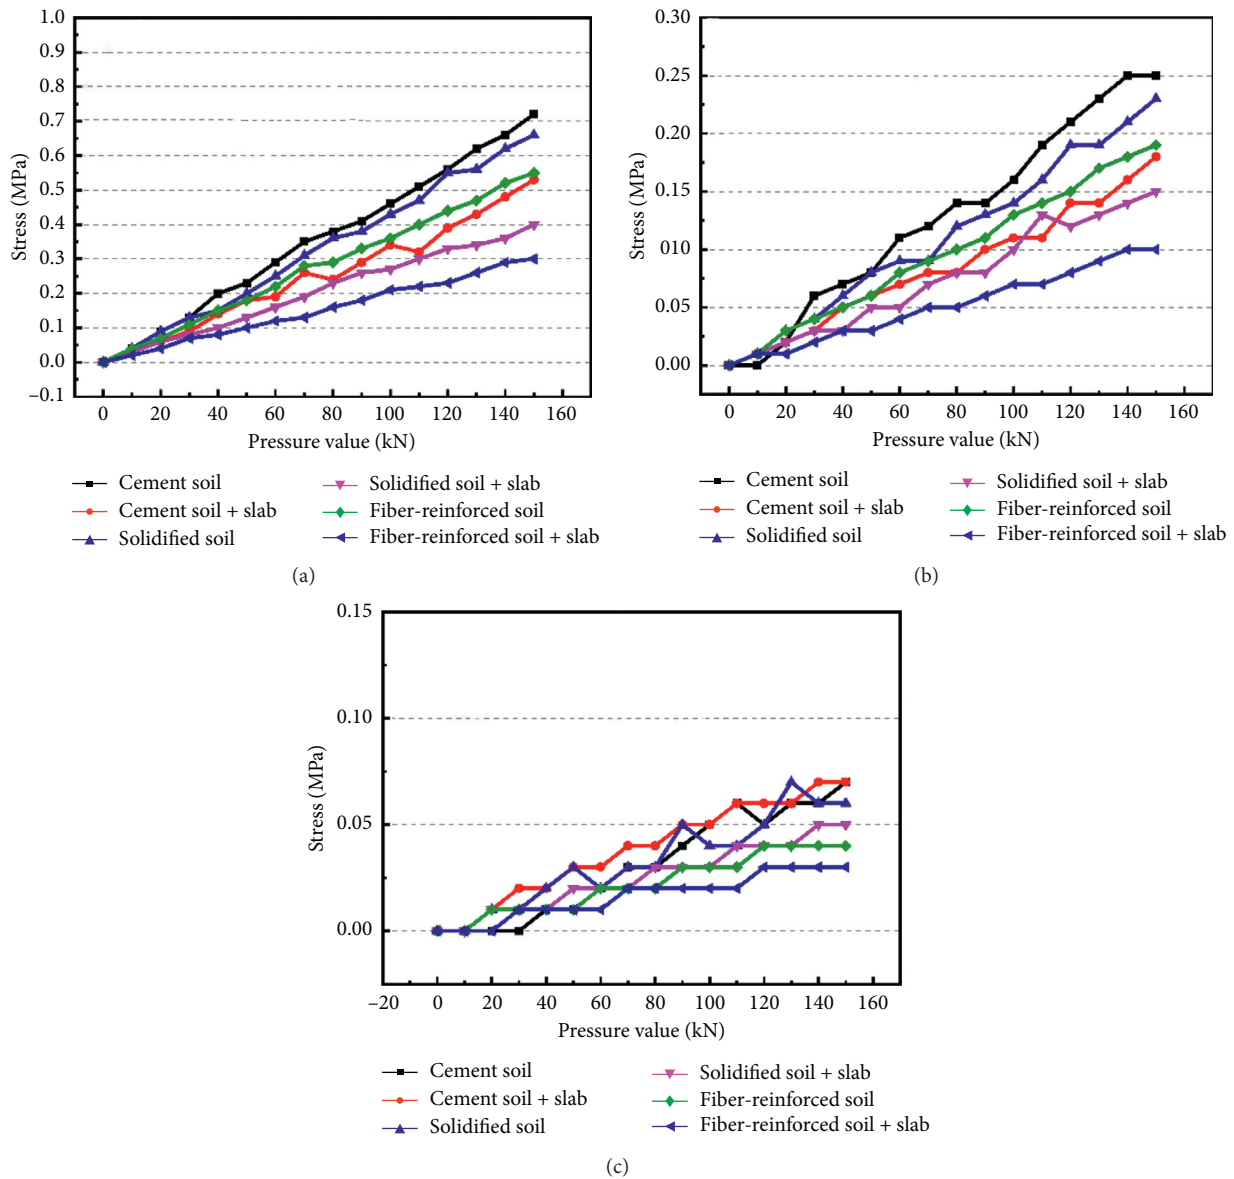 1.0
0.9
0.8
0.7
0.6
0.5
0.4
0.3
0.2
0.1
0.0
–0.1
Stress (MPa)
0 20 40 60 80 100 120 140 160
Pressure value (kN)
Cement soil
Cement soil + slab
Solidified soil
Solidified soil + slab
Fiber-reinforced soil
Fiber-reinforced soil + slab
(a)
0.30
0.25
0.20
0.15
0.10
0.05
0.00
Stress (MPa)
0 20 40 60 80 100 120 140 160
Pressure value (kN)
Cement soil
Cement soil + slab
Solidified soil
Solidified soil + slab
Fiber-reinforced soil
Fiber-reinforced soil + slab
(b)
0.15
0.10
0.05
0.00
Stress (MPa)
–20 0 20 40 60 80 100 120 140 160
Pressure value (kN)
Cement soil
Cement soil + slab
Solidified soil
Solidified soil + slab
Fiber-reinforced soil
Fiber-reinforced soil + slab
(c)